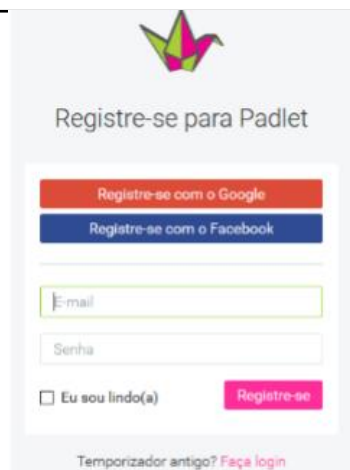 Registre-se para Padlet
Registre-se com o Google
Registre-se com o Facebook
E-mail
Senha
Eu sou lindo(a) Registre-se
Temporizador antigo? Faça login